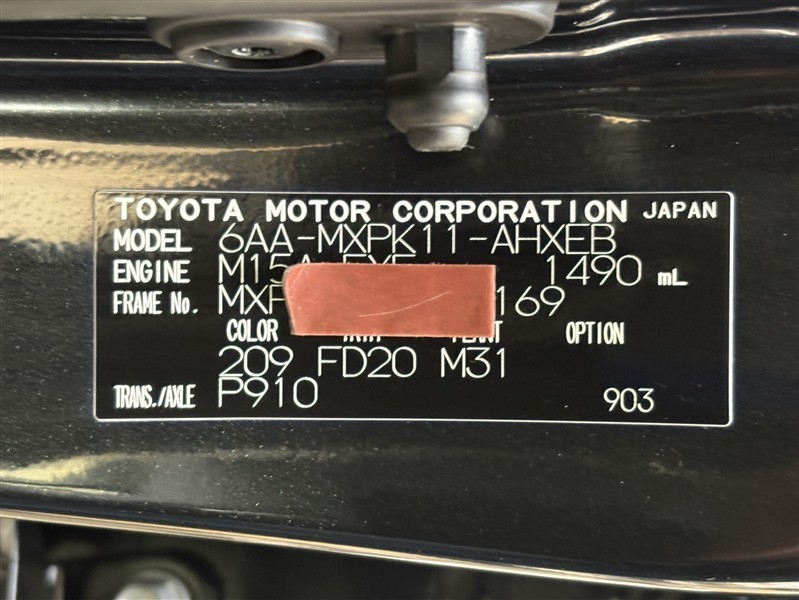 TOYOTA MOTOR CORPORATION JAPAN
MODEL 6AA-MXPK11-AHXEB
ENGINE M15A-FXE 1490 mL
FRAME No. MXP 169
COLOR OPTION
209 FD20 M31
TRANS./AXLE P910 903